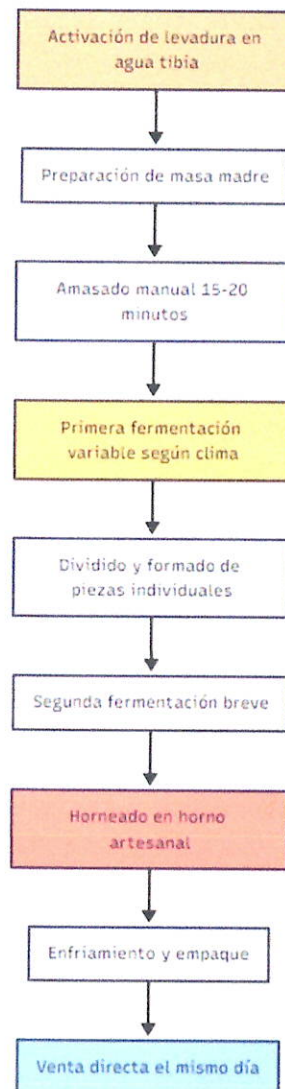 Activación de levadura en
agua tibia
Preparación de masa madre
Amasado manual 15-20
minutos
Primera fermentación
variable según clima
Dividido y formado de
piezas individuales
Segunda fermentación breve
Horneado en horno
artesanal
Enfriamiento y empaque
Venta directa el mismo día